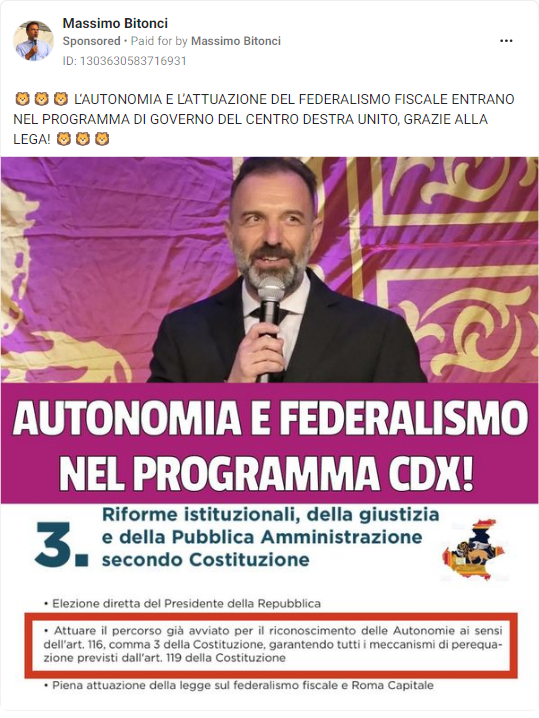 Massimo Bitonci
Sponsored • Paid for by Massimo Bitonci
ID: 1303630583716931
🦁🦁🦁 L'AUTONOMIA E L'ATTUAZIONE DEL FEDERALISMO FISCALE ENTRANO
NEL PROGRAMMA DI GOVERNO DEL CENTRO DESTRA UNITO, GRAZIE ALLA
LEGA! 🦁🦁🦁
AUTONOMIA E FEDERALISMO
NEL PROGRAMMA CDX!
3.
Riforme istituzionali, della giustizia
e della Pubblica Amministrazione
secondo Costituzione
• Elezione diretta del Presidente della Repubblica
• Attuare il percorso già avviato per il riconoscimento delle Autonomie ai sensi
dell'art. 116, comma 3 della Costituzione, garantendo tutti i meccanismi di perequa-
zione previsti dall'art. 119 della Costituzione
• Piena attuazione della legge sul federalismo fiscale e Roma Capitale